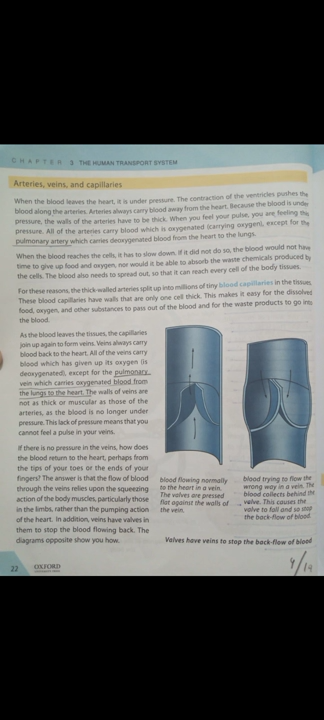 CHAPTER 3 THE HUMAN TRANSPORT SYSTEM
Arteries, veins, and capillaries
When the blood leaves the heart, it is under pressure. The contraction of the ventricles pushes the
blood along the arteries. Arteries always carry blood away from the heart. Because the blood is under
pressure, the walls of the arteries have to be thick. When you feel your pulse, you are feeling the
pressure. All of the arteries carry blood which is oxygenated (carrying oxygen), except for the
pulmonary artery which carries deoxygenated blood from the heart to the lungs.
When the blood reaches the cells, it has to slow down. If it did not do so, the blood would not have
time to give up food and oxygen, nor would it be able to absorb the waste chemicals produced by
the cells. The blood also needs to spread out, so that it can reach every cell of the body tissues.
For these reasons, the thick-walled arteries split up into millions of tiny blood capillaries in the tissues.
These blood capillaries have walls that are only one cell thick. This makes it easy for the dissolved
food, oxygen, and other substances to pass out of the blood and for the waste products to go into
the blood.
As the blood leaves the tissues, the capillaries
join up again to form veins. Veins always carry
blood back to the heart. All of the veins carry
blood which has given up its oxygen (is
deoxygenated), except for the pulmonary
vein which carries oxygenated blood from
the lungs to the heart. The walls of veins are
not as thick or muscular as those of the
arteries, as the blood is no longer under
pressure. This lack of pressure means that you
cannot feel a pulse in your veins.
If there is no pressure in the veins, how does
the blood return to the heart, perhaps from
the tips of your toes or the ends of your
fingers? The answer is that the flow of blood
through the veins relies upon the squeezing
action of the body muscles, particularly those
in the limbs, rather than the pumping action
of the heart. In addition, veins have valves in
them to stop the blood flowing back. The
diagrams opposite show you how.
blood flowing normally
to the heart in a vein.
The valves are pressed
flat against the walls of
the vein.
blood trying to flow the
wrong way in a vein. The
blood collects behind the
valve. This causes the
valve to fall and so stop
the back-flow of blood.
Valves have veins to stop the back-flow of blood
22
OXFORD